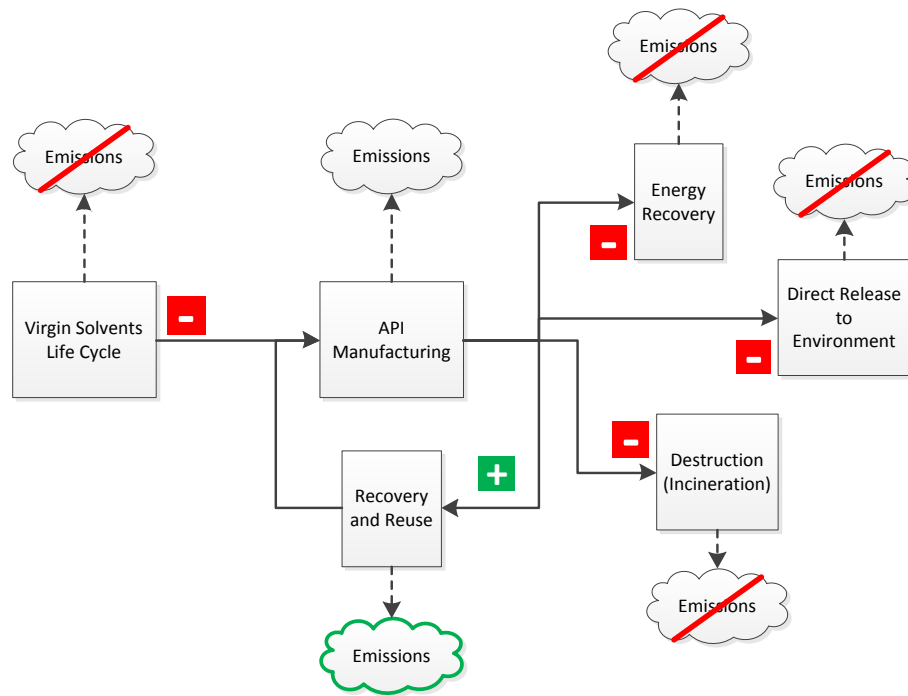 Emissions
Emissions
Emissions
Energy
Recovery
Emissions
Virgin Solvents
Life Cycle
-
API
Manufacturing
-
Direct Release
to
Environment
-
Recovery
and Reuse
+
-
Destruction
(Incineration)
Emissions
Emissions